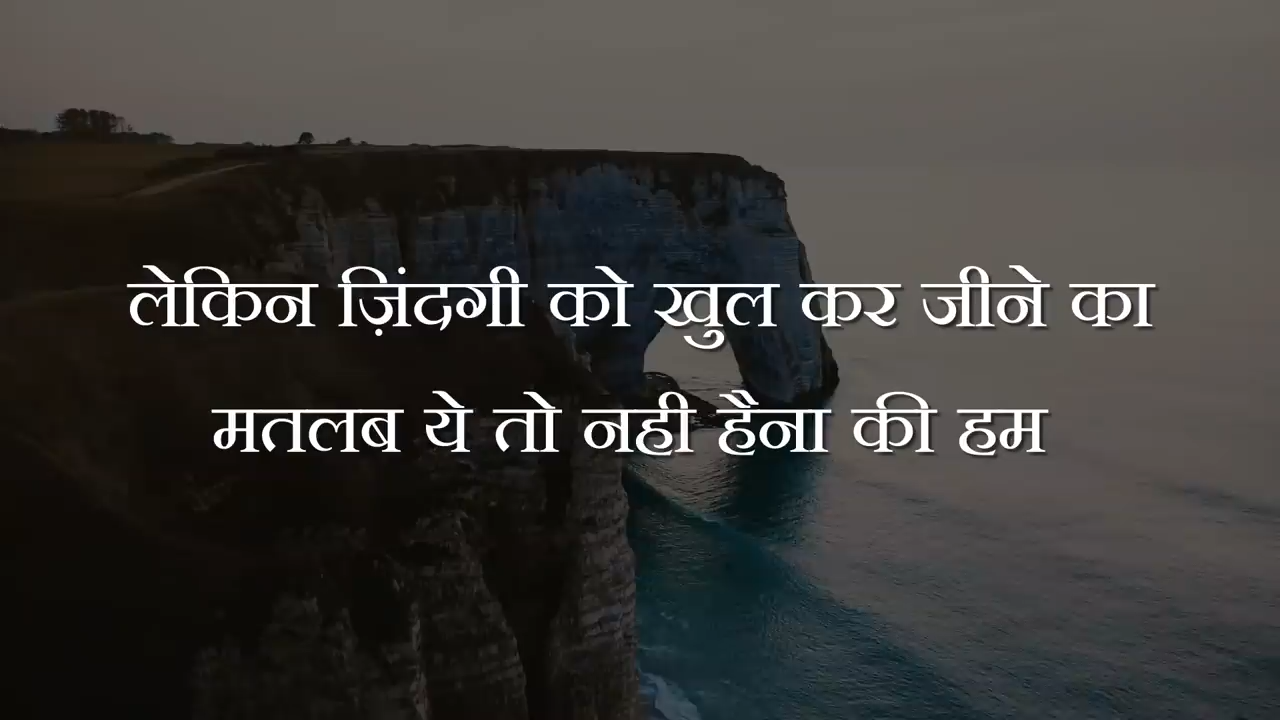 लेकिन ज़िंदगी को खुल कर जीने का
मतलब ये तो नही हैना की हम